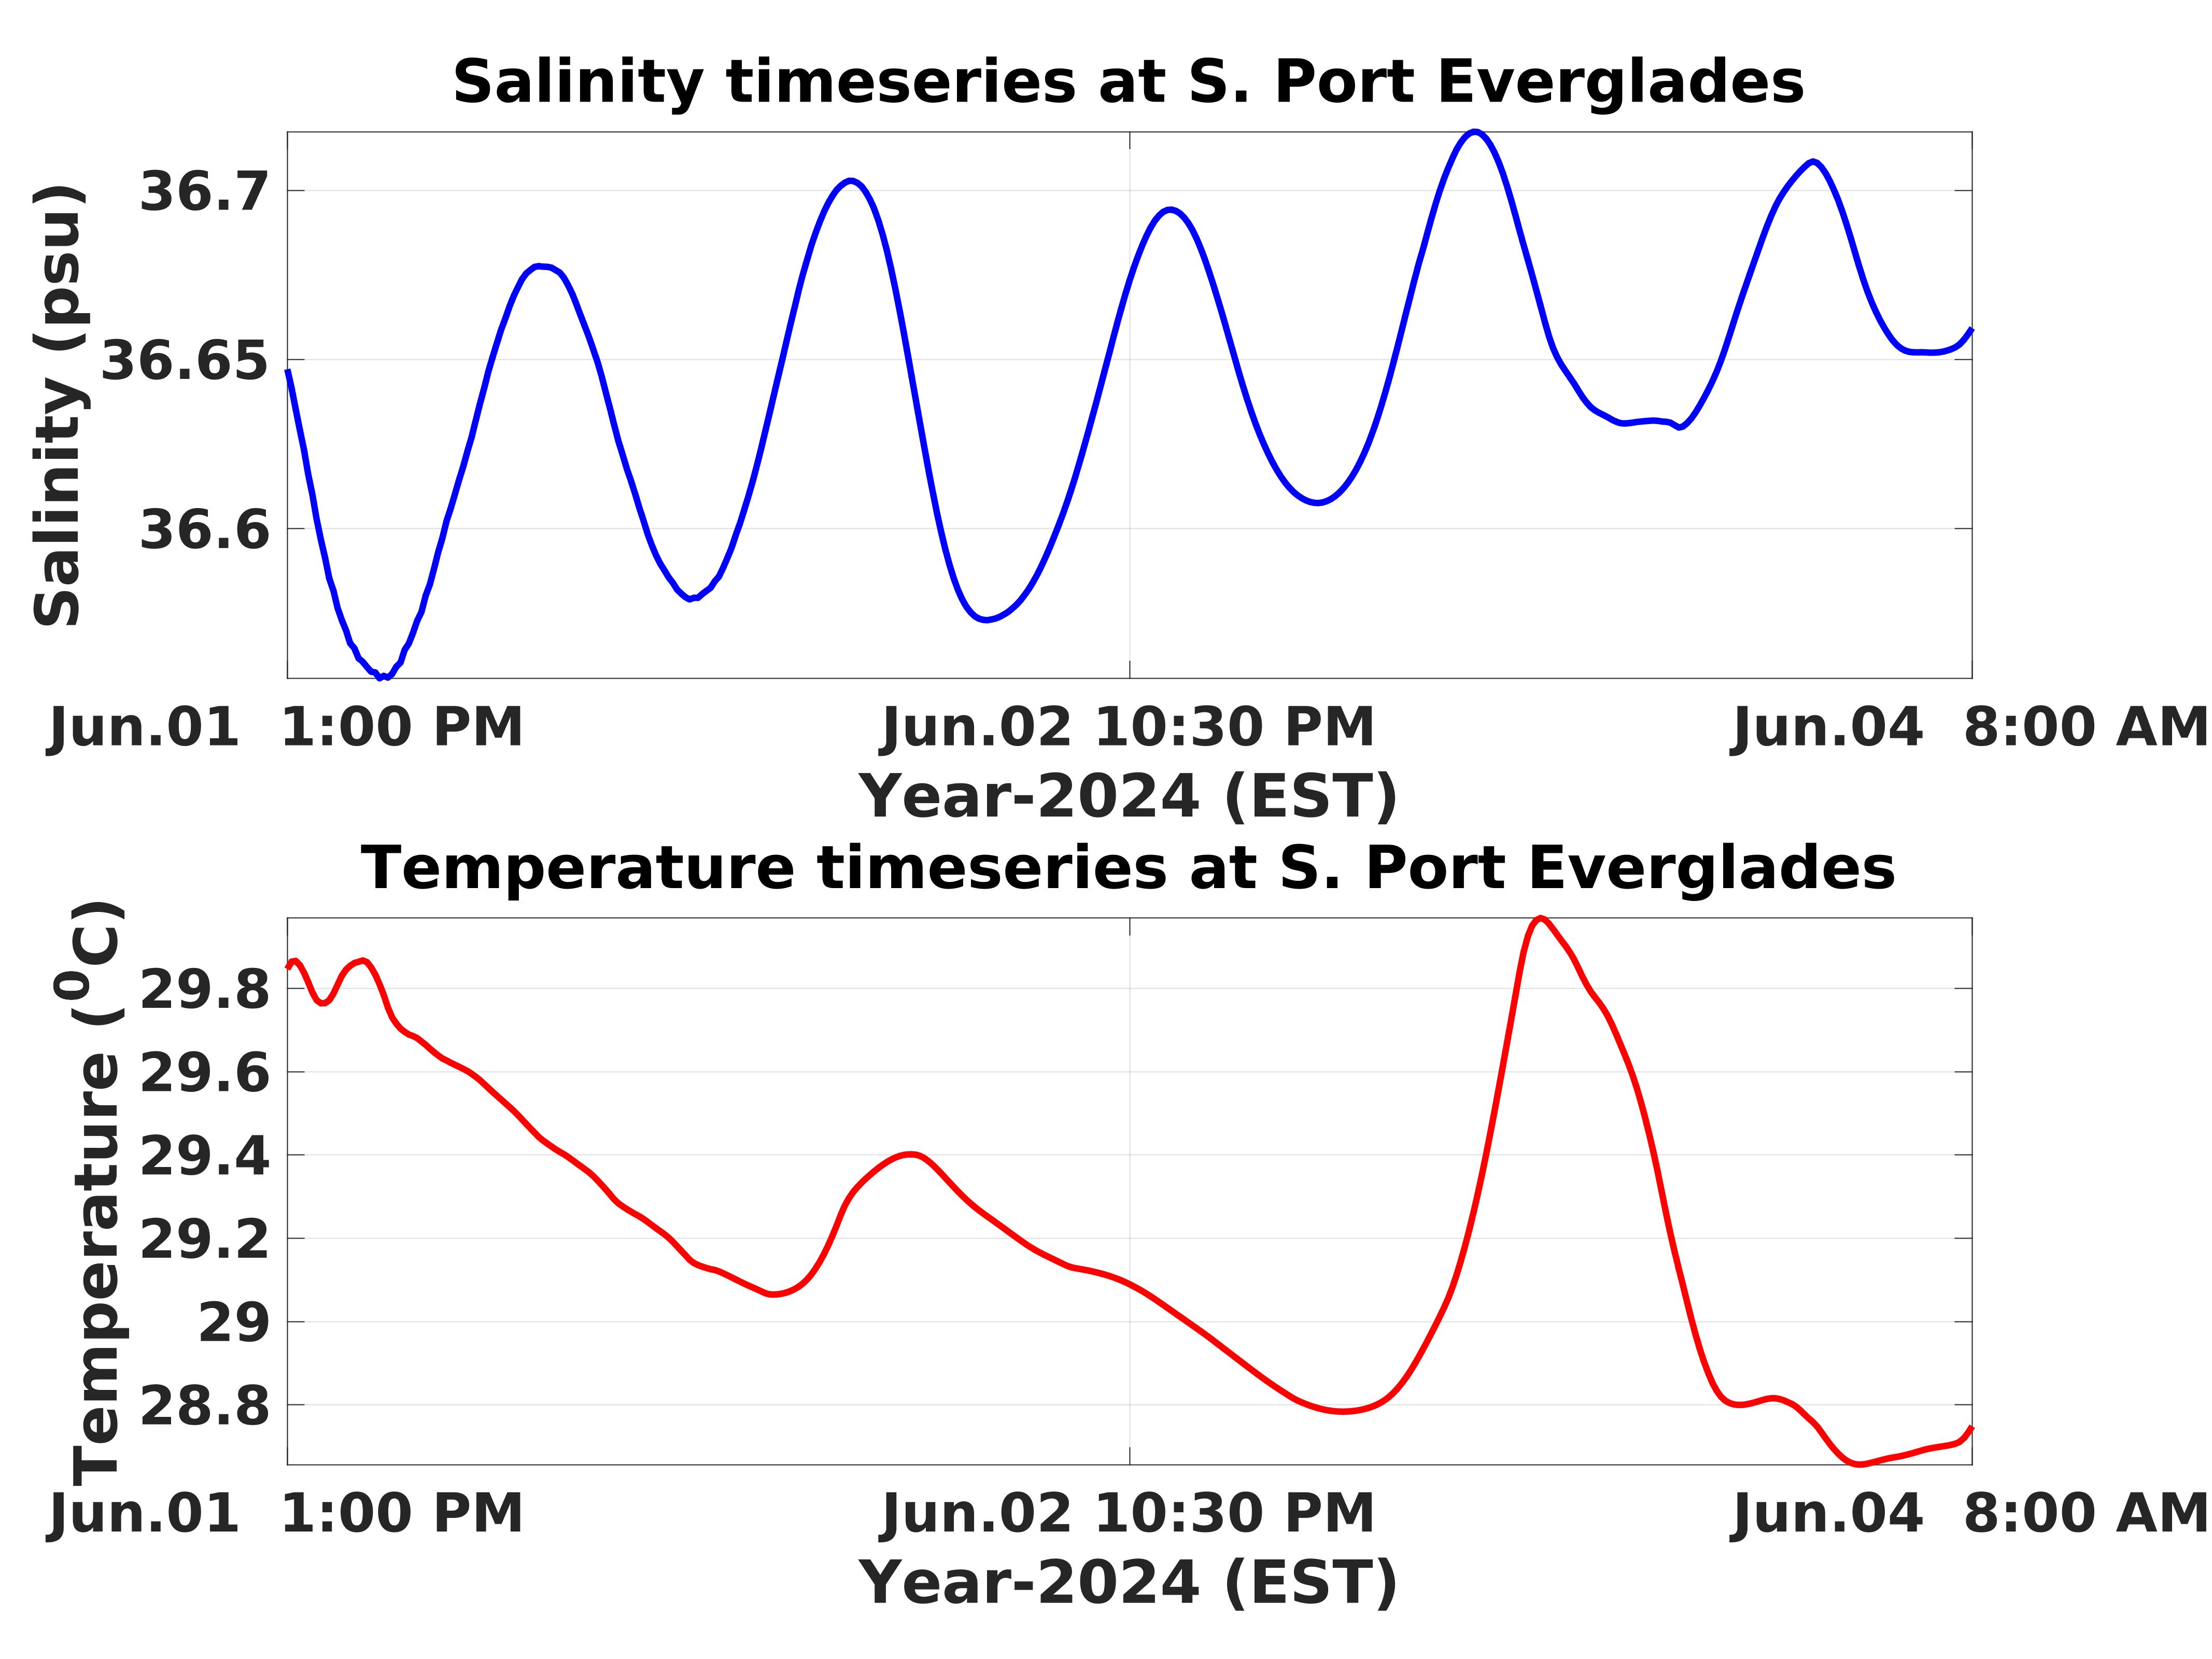 Salinity timeseries at S. Port Everglades
Salinity (psu)
36.7
36.65
36.6
Jun.01 1:00 PM Jun.02 10:30 PM Jun.04 8:00 AM
Year-2024 (EST)
Temperature timeseries at S. Port Everglades
Temperature (⁰C)
29.8
29.6
29.4
29.2
29
28.8
Jun.01 1:00 PM Jun.02 10:30 PM Jun.04 8:00 AM
Year-2024 (EST)